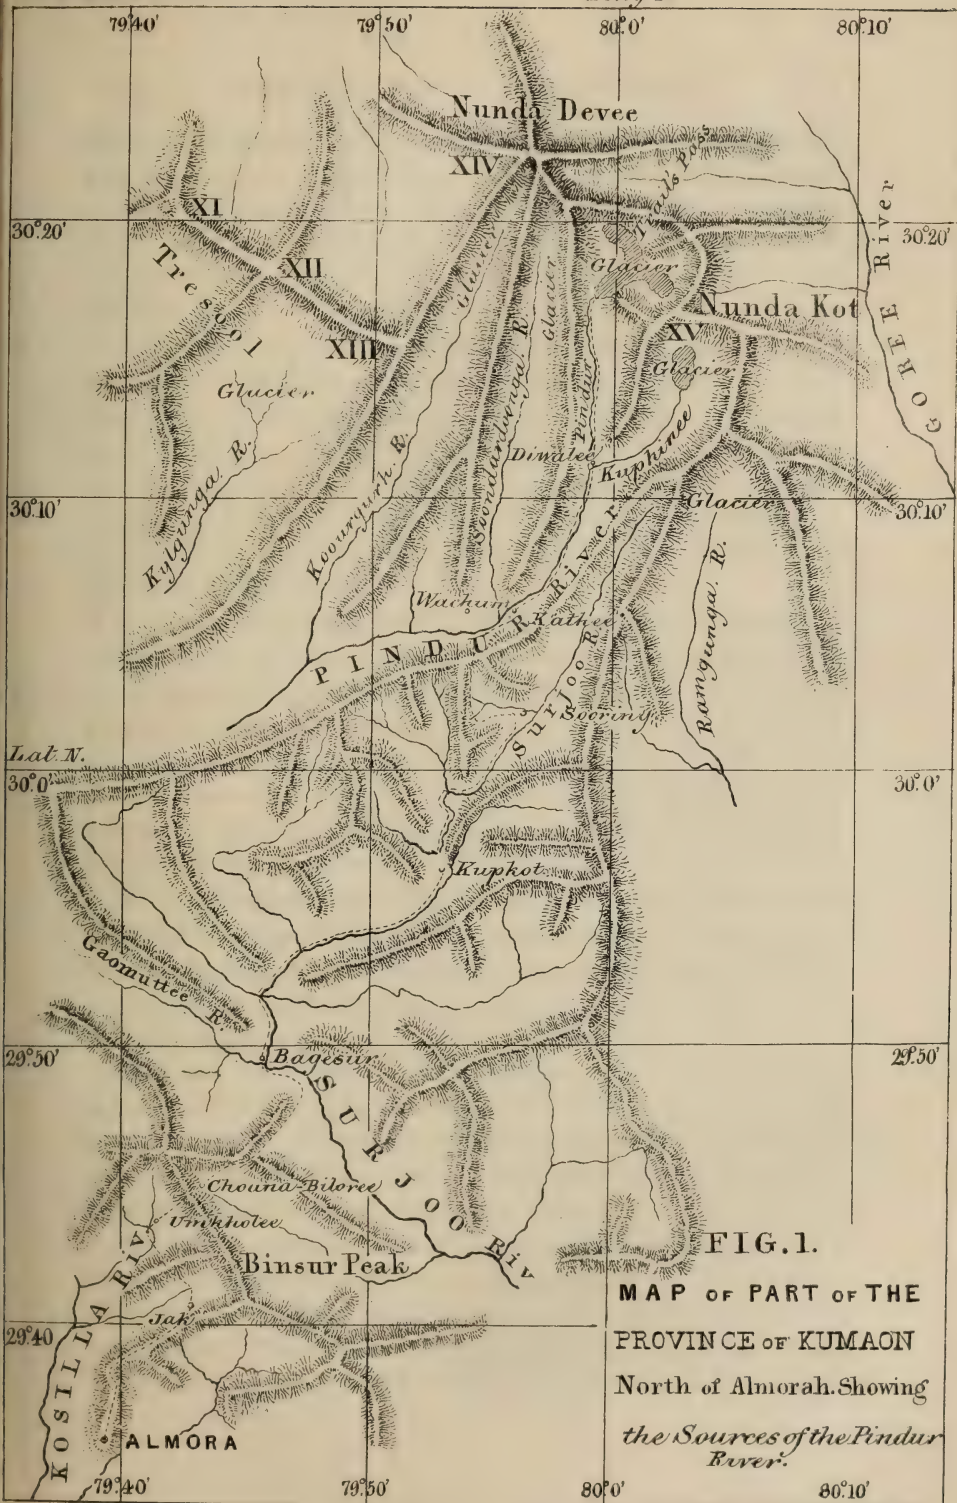 79°40'
79°50'
80°0'
80°10'
Nunda Devee
XIV
Trail's Pass
XI
30°20'
30°20'
XII
Tresool
XIII
Glacier
Glacier
Glacier
Nunda Kot
XV
Glacier
GOREE River
Glacier
Kylgunga R.
Koourgurh R.
Soondurdunga R.
Pindur
Diwalee
Kuphinee
30°10'
Glacier
30°10'
Wachum
Kathee
PINDUR River
Surjoo R.
Sooring
Ramgunga R.
Lat N.
30°0'
30°0'
Kupkot
Gaomuttee R.
29°50'
Bagesur
29°50'
SURJOO Riv
Chouna-Biloree
Umkholee
Binsur Peak
Jak
29°40
KOSILLA Riv
ALMORA
FIG. 1.
MAP OF PART OF THE
PROVINCE OF KUMAON
North of Almorah. Showing
the Sources of the Pindur
River.
79°40'
79°50'
80°0'
80°10'